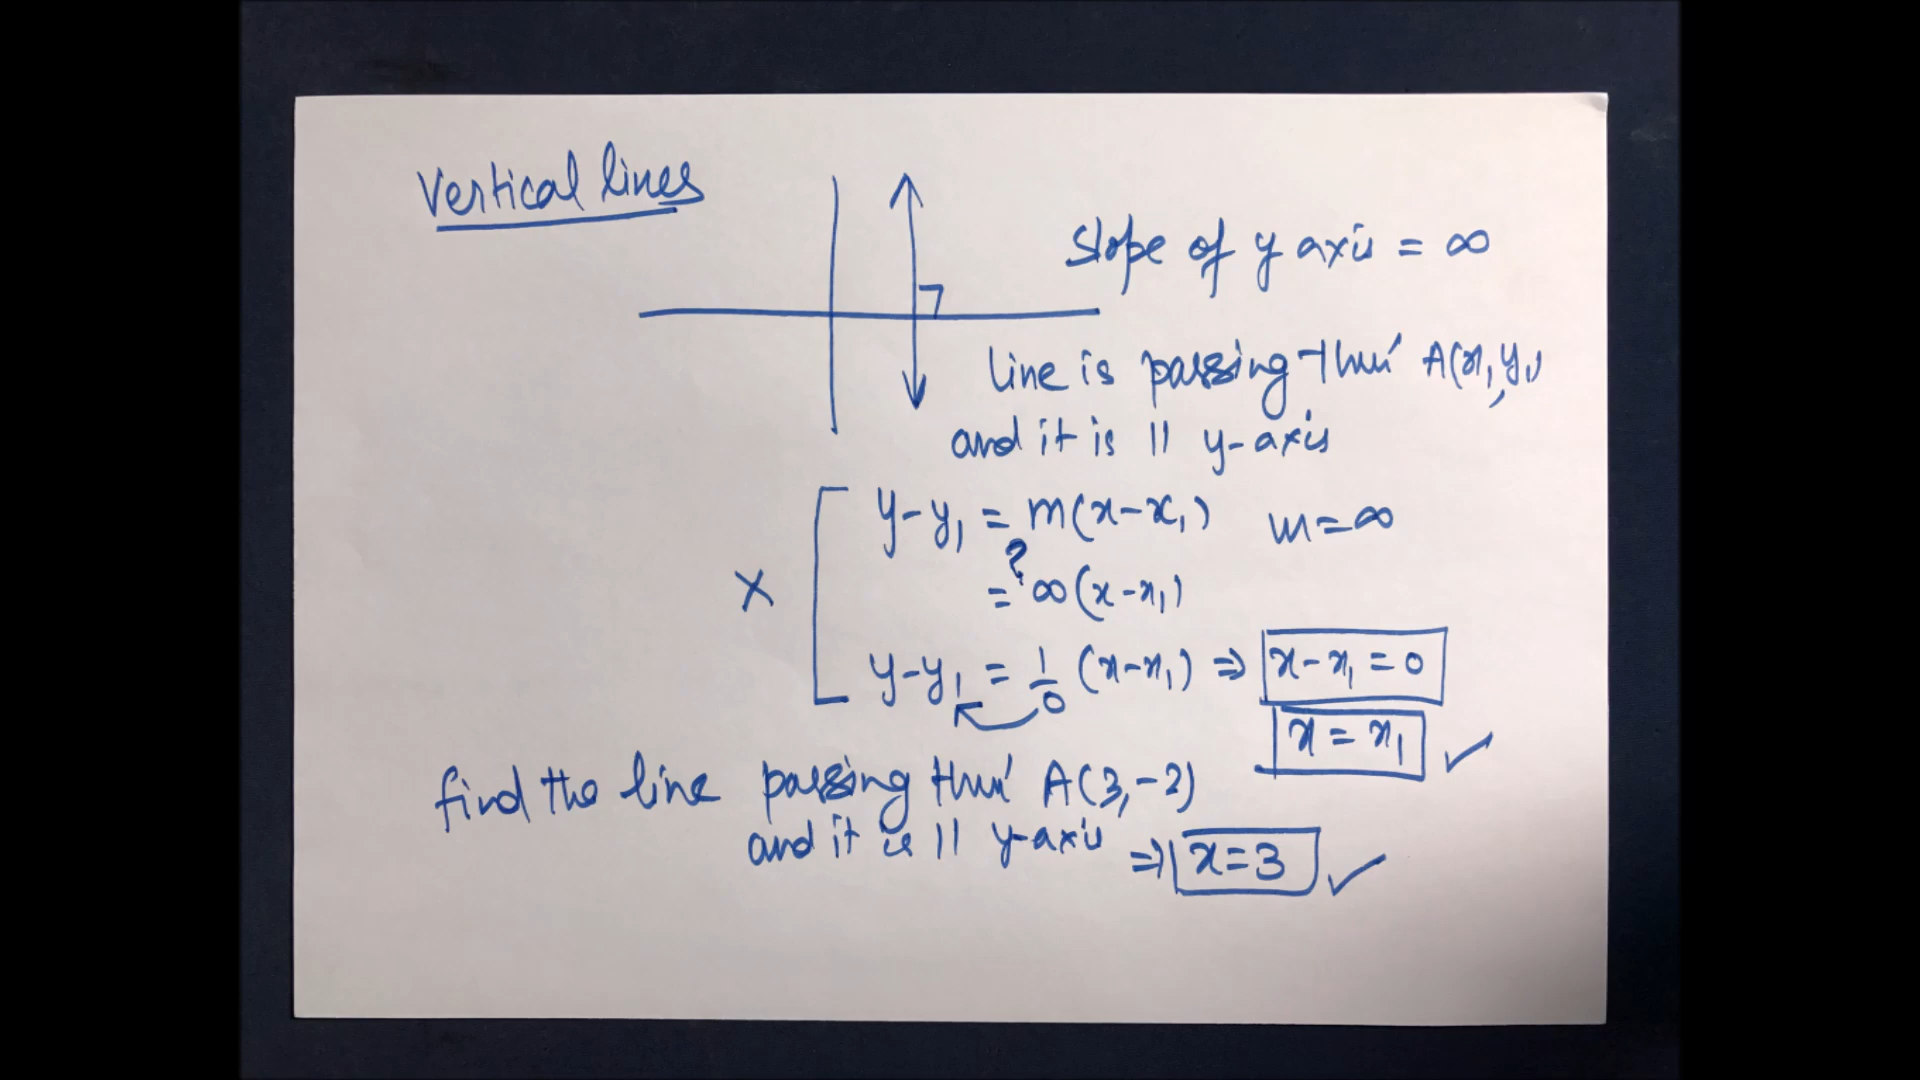 Vertical lines
Slope of y axis = ∞
line is passing thru' A(x₁, y₁)
and it is || y-axis
y-y₁ = m(x-x₁) m=∞
?
= ∞(x-x₁)
X
y-y₁ = 1/0 (x-x₁) ⇒ x-x₁ = 0
x = x₁ ✓
find the line passing thru' A(3,-2)
and it is || y-axis ⇒ x=3 ✓